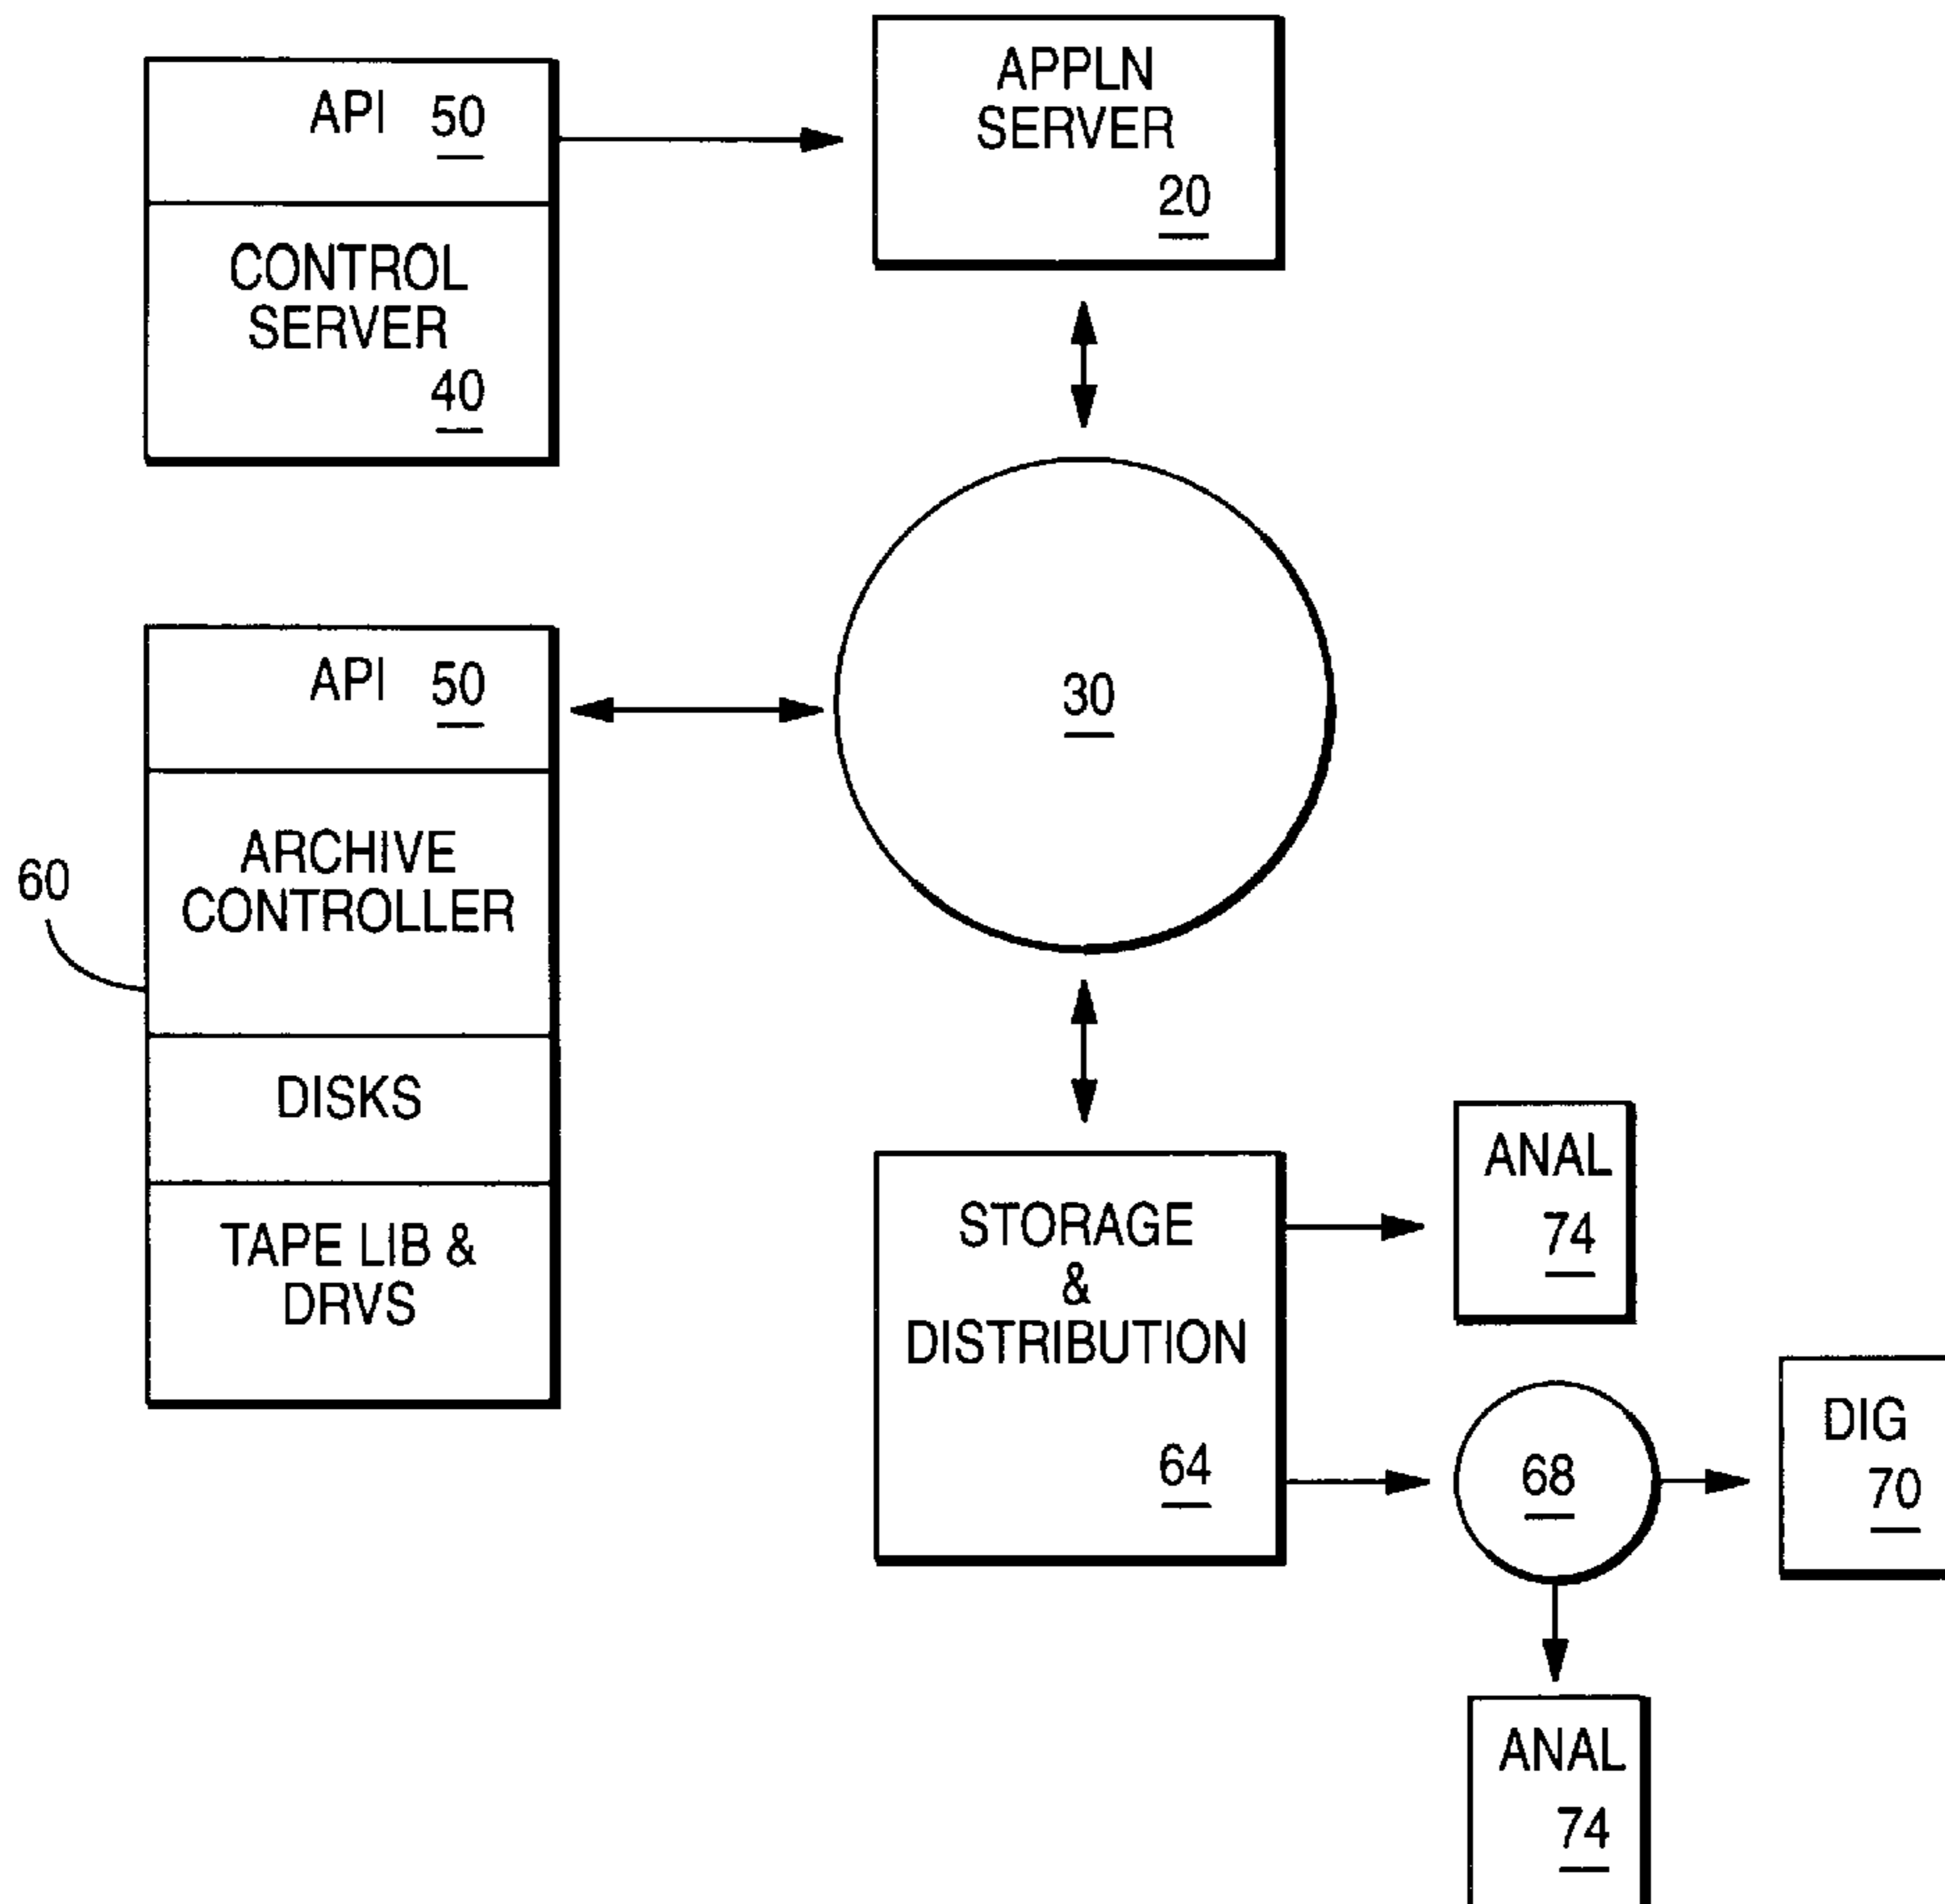 API 50
CONTROL
SERVER
40
APPLN
SERVER
20
30
60
API 50
ARCHIVE
CONTROLLER
DISKS
TAPE LIB &
DRVS
STORAGE
&
DISTRIBUTION
64
ANAL
74
68
DIG
70
ANAL
74